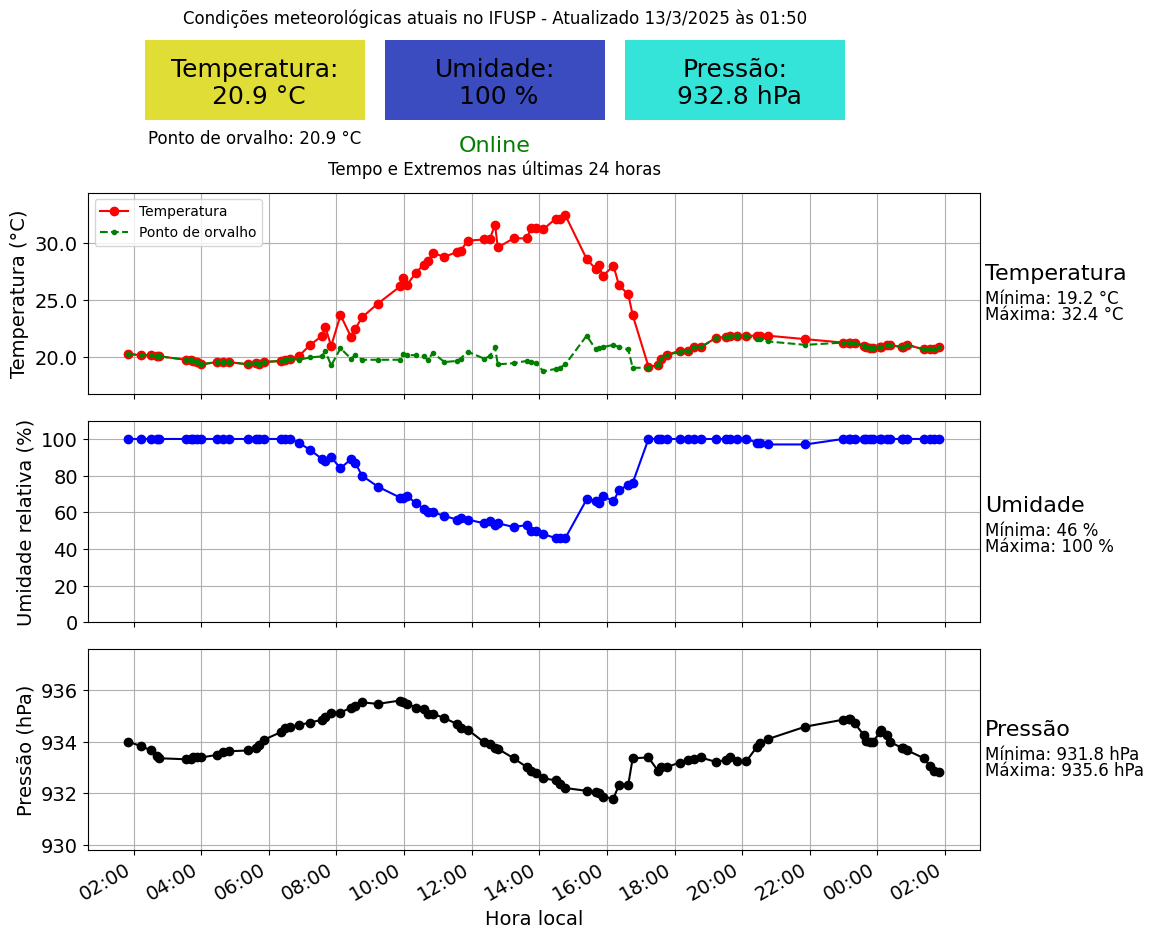 Condições meteorológicas atuais no IFUSP - Atualizado 13/3/2025 às 01:50
Temperatura:
20.9 °C
Umidade:
100 %
Pressão:
932.8 hPa
Ponto de orvalho: 20.9 °C
Online
Tempo e Extremos nas últimas 24 horas
Temperatura
Ponto de orvalho
Temperatura (°C)
30.0
25.0
20.0
Temperatura
Mínima: 19.2 °C
Máxima: 32.4 °C
Umidade relativa (%)
100
80
60
40
20
0
Umidade
Mínima: 46 %
Máxima: 100 %
Pressão (hPa)
936
934
932
930
Pressão
Mínima: 931.8 hPa
Máxima: 935.6 hPa
02:00 04:00 06:00 08:00 10:00 12:00 14:00 16:00 18:00 20:00 22:00 00:00 02:00
Hora local